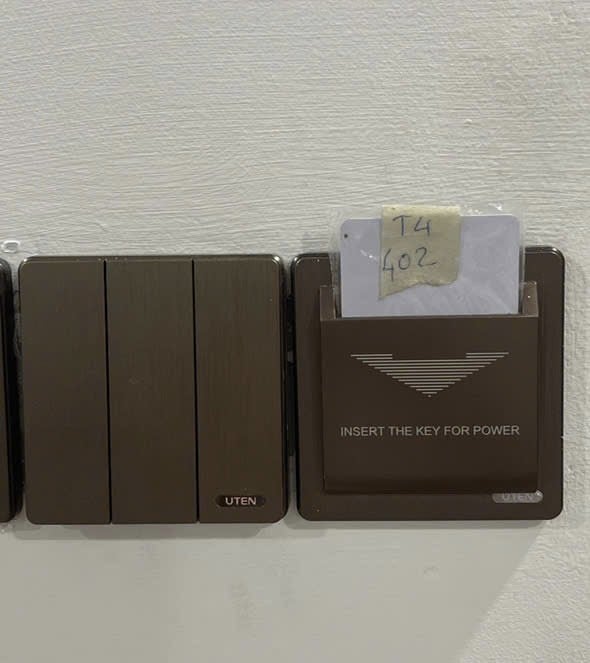 T4
402
INSERT THE KEY FOR POWER
UTEN
UTEN